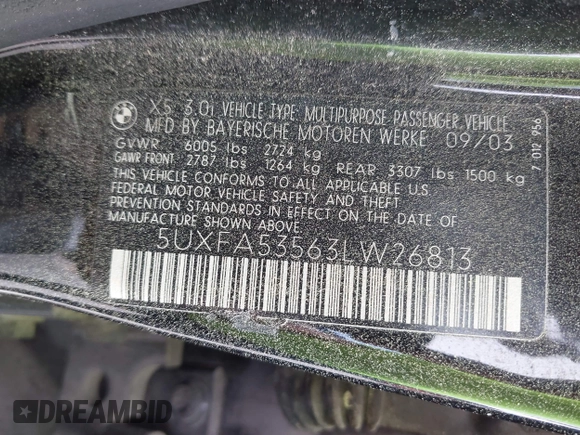 BMW
X5 3.0i VEHICLE TYPE: MULTIPURPOSE PASSENGER VEHICLE
MFD BY BAYERISCHE MOTOREN WERKE 09/03
GVWR 6005 lbs 2724 kg
GAWR FRONT 2787 lbs 1264 kg REAR 3307 lbs 1500 kg
THIS VEHICLE CONFORMS TO ALL APPLICABLE U.S.
FEDERAL MOTOR VEHICLE SAFETY AND THEFT
PREVENTION STANDARDS IN EFFECT ON THE DATE OF
MANUFACTURE SHOWN ABOVE
5UXFA53563LW26813
7 012 956
DREAMBID